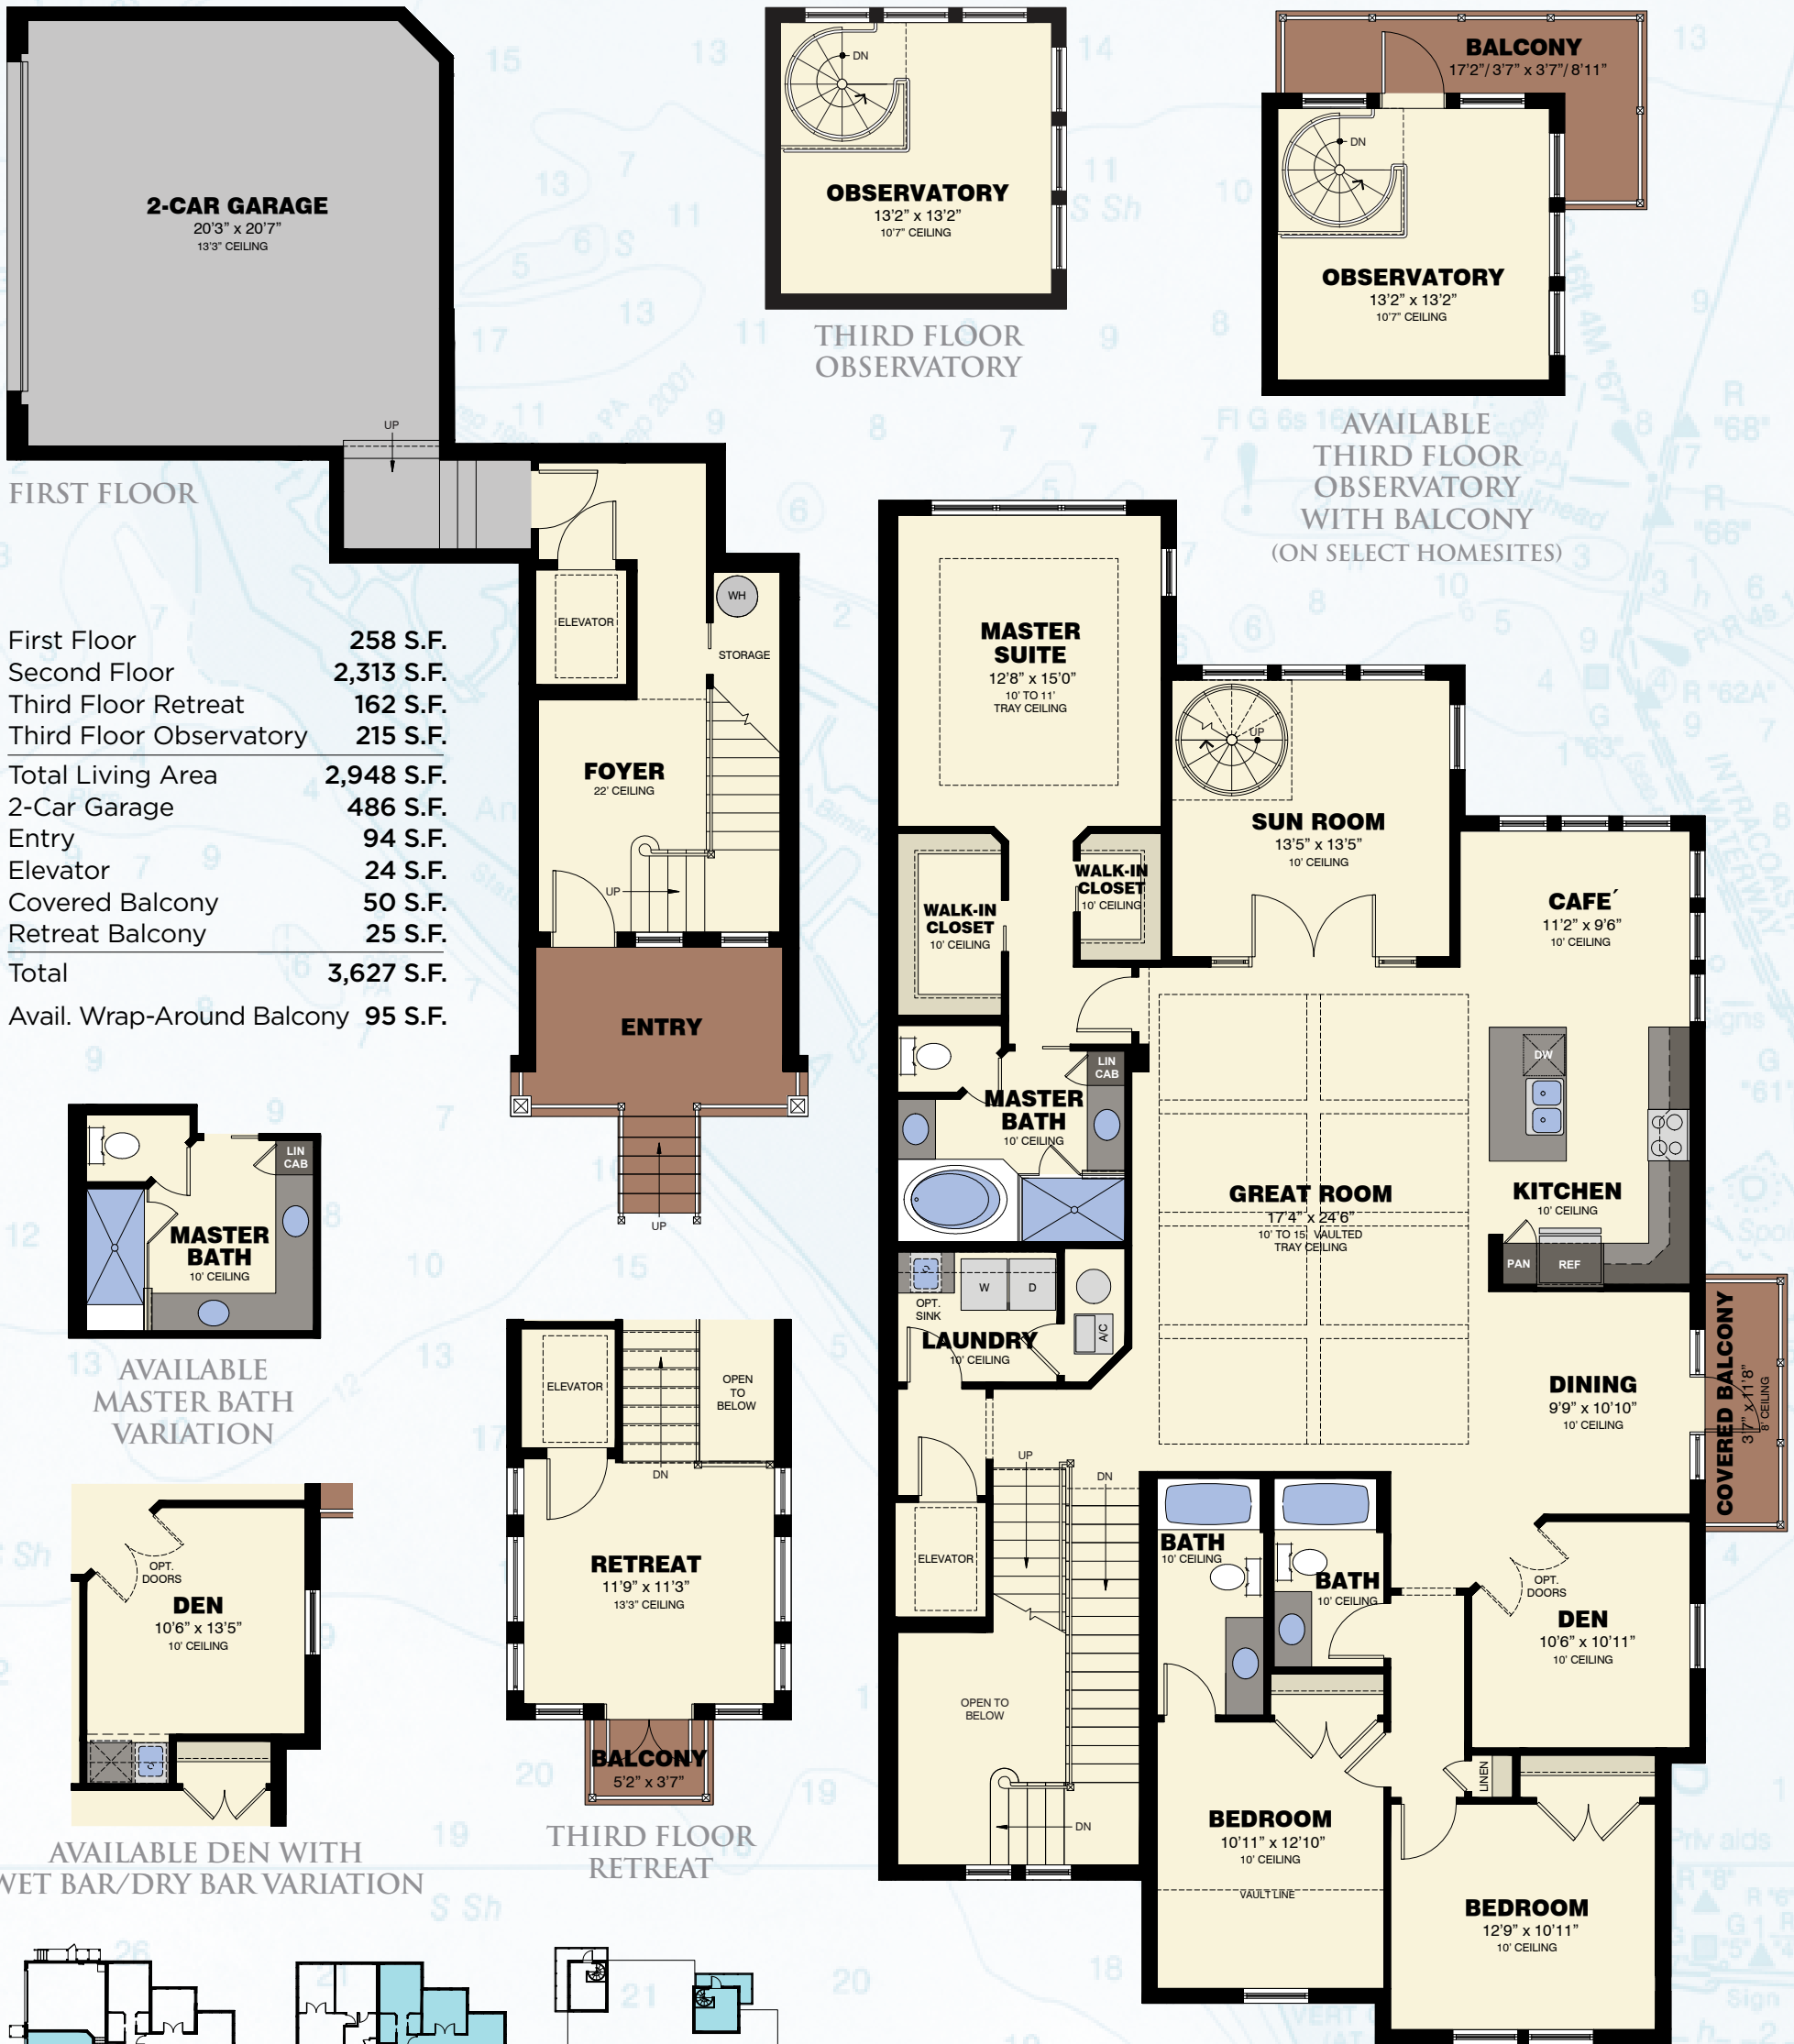 2-CAR GARAGE
20'3" x 20'7"
13'3" CEILING
UP
FIRST FLOOR
DN
OBSERVATORY
13'2" x 13'2"
10'7" CEILING
THIRD FLOOR
OBSERVATORY
BALCONY
17'2"/ 3'7" x 3'7"/ 8'11"
DN
OBSERVATORY
13'2" x 13'2"
10'7" CEILING
AVAILABLE
THIRD FLOOR
OBSERVATORY
WITH BALCONY
(ON SELECT HOMESITES)
First Floor 258 S.F.
Second Floor 2,313 S.F.
Third Floor Retreat 162 S.F.
Third Floor Observatory 215 S.F.
Total Living Area 2,948 S.F.
2-Car Garage 486 S.F.
Entry 94 S.F.
Elevator 24 S.F.
Covered Balcony 50 S.F.
Retreat Balcony 25 S.F.
Total 3,627 S.F.
Avail. Wrap-Around Balcony 95 S.F.
ELEVATOR
WH
STORAGE
FOYER
22' CEILING
UP
ENTRY
UP
LIN
CAB
MASTER
BATH
10' CEILING
AVAILABLE
MASTER BATH
VARIATION
OPT.
DOORS
DEN
10'6" x 13'5"
10' CEILING
AVAILABLE DEN WITH
WET BAR/DRY BAR VARIATION
ELEVATOR
OPEN
TO
BELOW
DN
RETREAT
11'9" x 11'3"
13'3" CEILING
BALCONY
5'2" x 3'7"
THIRD FLOOR
RETREAT
MASTER
SUITE
12'8" x 15'0"
10' TO 11'
TRAY CEILING
UP
SUN ROOM
13'5" x 13'5"
10' CEILING
WALK-IN
CLOSET
10' CEILING
WALK-IN
CLOSET
10' CEILING
CAFE´
11'2" x 9'6"
10' CEILING
LIN
CAB
MASTER
BATH
10' CEILING
DW
KITCHEN
10' CEILING
PAN
REF
GREAT ROOM
17'4" x 24'6"
10' TO 15' VAULTED
TRAY CEILING
OPT.
SINK
W
D
A/C
LAUNDRY
10' CEILING
DINING
9'9" x 10'10"
10' CEILING
COVERED BALCONY
3'7" x 11'8"
8' CEILING
UP
DN
ELEVATOR
BATH
10' CEILING
BATH
10' CEILING
OPT.
DOORS
DEN
10'6" x 10'11"
10' CEILING
OPEN TO
BELOW
DN
LINEN
BEDROOM
10'11" x 12'10"
10' CEILING
VAULT LINE
BEDROOM
12'9" x 10'11"
10' CEILING